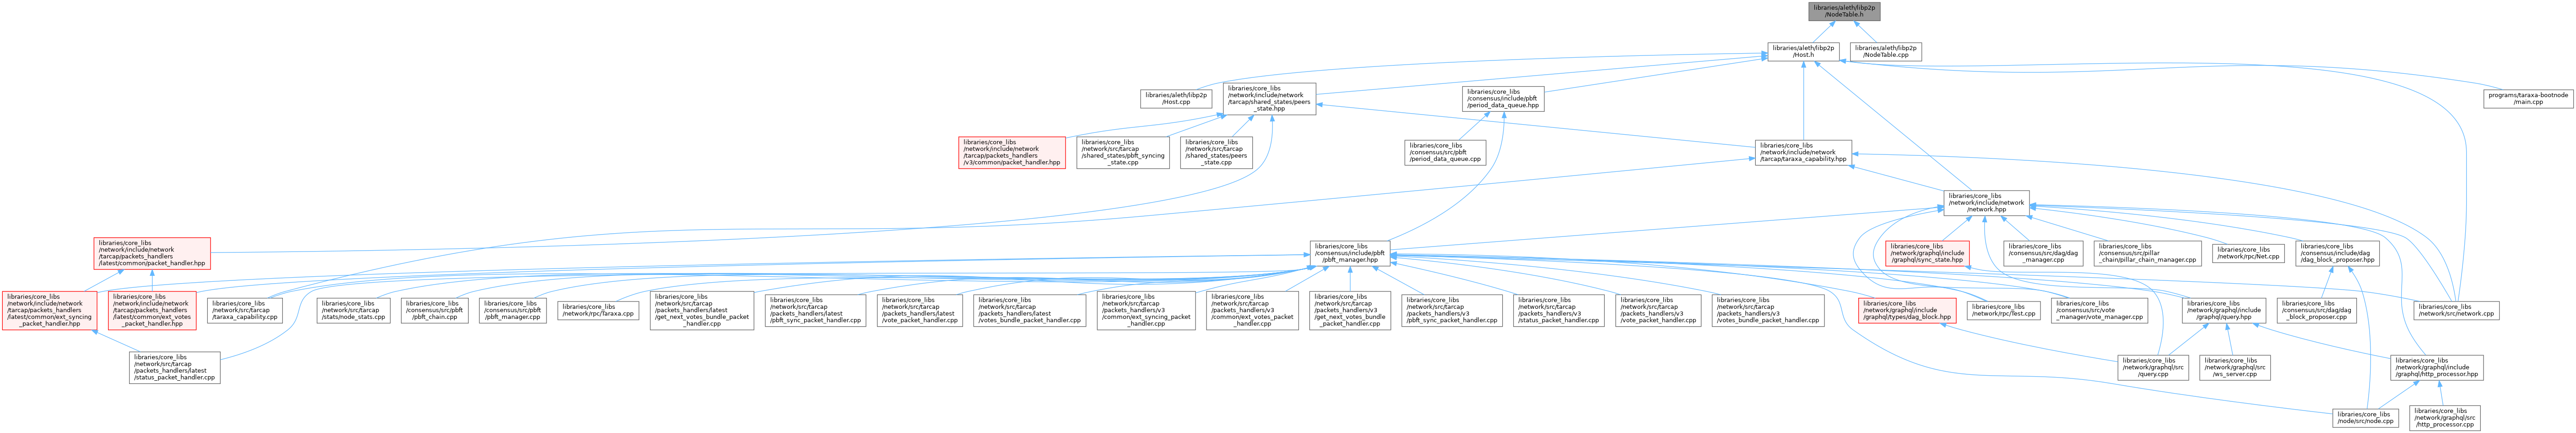 libraries/aleth/libp2p
/NodeTable.h
libraries/aleth/libp2p
/Host.h
libraries/aleth/libp2p
/NodeTable.cpp
libraries/aleth/libp2p
/Host.cpp
libraries/core_libs
/network/include/network
/tarcap/shared_states/peers
_state.hpp
libraries/core_libs
/consensus/include/pbft
/period_data_queue.hpp
programs/taraxa-bootnode
/main.cpp
libraries/core_libs
/network/include/network
/tarcap/packets_handlers
/v3/common/packet_handler.hpp
libraries/core_libs
/network/src/tarcap
/shared_states/pbft_syncing
_state.cpp
libraries/core_libs
/network/src/tarcap
/shared_states/peers
_state.cpp
libraries/core_libs
/consensus/src/pbft
/period_data_queue.cpp
libraries/core_libs
/network/include/network
/tarcap/taraxa_capability.hpp
libraries/core_libs
/network/include/network
/network.hpp
libraries/core_libs
/network/include/network
/tarcap/packets_handlers
/latest/common/packet_handler.hpp
libraries/core_libs
/consensus/include/pbft
/pbft_manager.hpp
libraries/core_libs
/network/graphql/include
/graphql/sync_state.hpp
libraries/core_libs
/consensus/src/dag/dag
_manager.cpp
libraries/core_libs
/consensus/src/pillar
_chain/pillar_chain_manager.cpp
libraries/core_libs
/network/rpc/Net.cpp
libraries/core_libs
/consensus/include/dag
/dag_block_proposer.hpp
libraries/core_libs
/network/include/network
/tarcap/packets_handlers
/latest/common/ext_syncing
_packet_handler.hpp
libraries/core_libs
/network/include/network
/tarcap/packets_handlers
/latest/common/ext_votes
_packet_handler.hpp
libraries/core_libs
/network/src/tarcap
/taraxa_capability.cpp
libraries/core_libs
/network/src/tarcap
/stats/node_stats.cpp
libraries/core_libs
/consensus/src/pbft
/pbft_chain.cpp
libraries/core_libs
/consensus/src/pbft
/pbft_manager.cpp
libraries/core_libs
/network/rpc/Taraxa.cpp
libraries/core_libs
/network/src/tarcap
/packets_handlers/latest
/get_next_votes_bundle_packet
_handler.cpp
libraries/core_libs
/network/src/tarcap
/packets_handlers/latest
/pbft_sync_packet_handler.cpp
libraries/core_libs
/network/src/tarcap
/packets_handlers/latest
/vote_packet_handler.cpp
libraries/core_libs
/network/src/tarcap
/packets_handlers/latest
/votes_bundle_packet_handler.cpp
libraries/core_libs
/network/src/tarcap
/packets_handlers/v3
/common/ext_syncing_packet
_handler.cpp
libraries/core_libs
/network/src/tarcap
/packets_handlers/v3
/common/ext_votes_packet
_handler.cpp
libraries/core_libs
/network/src/tarcap
/packets_handlers/v3
/get_next_votes_bundle
_packet_handler.cpp
libraries/core_libs
/network/src/tarcap
/packets_handlers/v3
/pbft_sync_packet_handler.cpp
libraries/core_libs
/network/src/tarcap
/packets_handlers/v3
/status_packet_handler.cpp
libraries/core_libs
/network/src/tarcap
/packets_handlers/v3
/vote_packet_handler.cpp
libraries/core_libs
/network/src/tarcap
/packets_handlers/v3
/votes_bundle_packet_handler.cpp
libraries/core_libs
/network/graphql/include
/graphql/types/dag_block.hpp
libraries/core_libs
/network/rpc/Test.cpp
libraries/core_libs
/consensus/src/vote
_manager/vote_manager.cpp
libraries/core_libs
/network/graphql/include
/graphql/query.hpp
libraries/core_libs
/consensus/src/dag/dag
_block_proposer.cpp
libraries/core_libs
/network/src/network.cpp
libraries/core_libs
/network/src/tarcap
/packets_handlers/latest
/status_packet_handler.cpp
libraries/core_libs
/network/graphql/src
/query.cpp
libraries/core_libs
/network/graphql/src
/ws_server.cpp
libraries/core_libs
/network/graphql/include
/graphql/http_processor.hpp
libraries/core_libs
/node/src/node.cpp
libraries/core_libs
/network/graphql/src
/http_processor.cpp